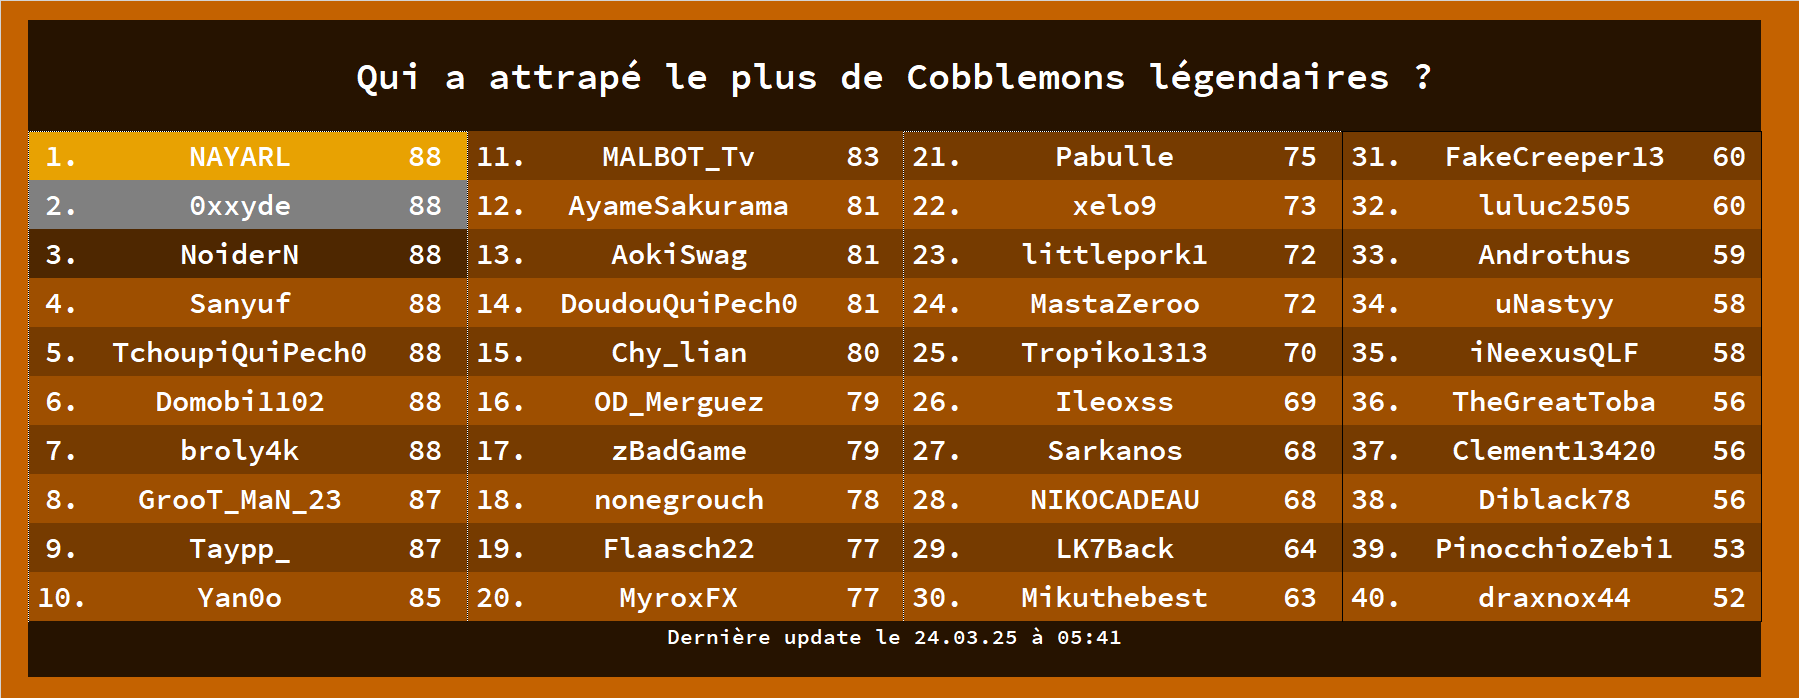 Qui a attrapé le plus de Cobblemons légendaires ?
1. NAYARL 88
2. 0xxyde 88
3. NoiderN 88
4. Sanyuf 88
5. TchoupiQuiPech0 88
6. Domobi1102 88
7. broly4k 88
8. GrooT_MaN_23 87
9. Taypp_ 87
10. Yan0o 85
11. MALBOT_Tv 83
12. AyameSakurama 81
13. AokiSwag 81
14. DoudouQuiPech0 81
15. Chy_lian 80
16. OD_Merguez 79
17. zBadGame 79
18. nonegrouch 78
19. Flaasch22 77
20. MyroxFX 77
21. Pabulle 75
22. xelo9 73
23. littlepork1 72
24. MastaZeroo 72
25. Tropiko1313 70
26. Ileoxss 69
27. Sarkanos 68
28. NIKOCADEAU 68
29. LK7Back 64
30. Mikuthebest 63
31. FakeCreeper13 60
32. luluc2505 60
33. Androthus 59
34. uNastyy 58
35. iNeexusQLF 58
36. TheGreatToba 56
37. Clement13420 56
38. Diblack78 56
39. PinocchioZebi1 53
40. draxnox44 52
Dernière update le 24.03.25 à 05:41